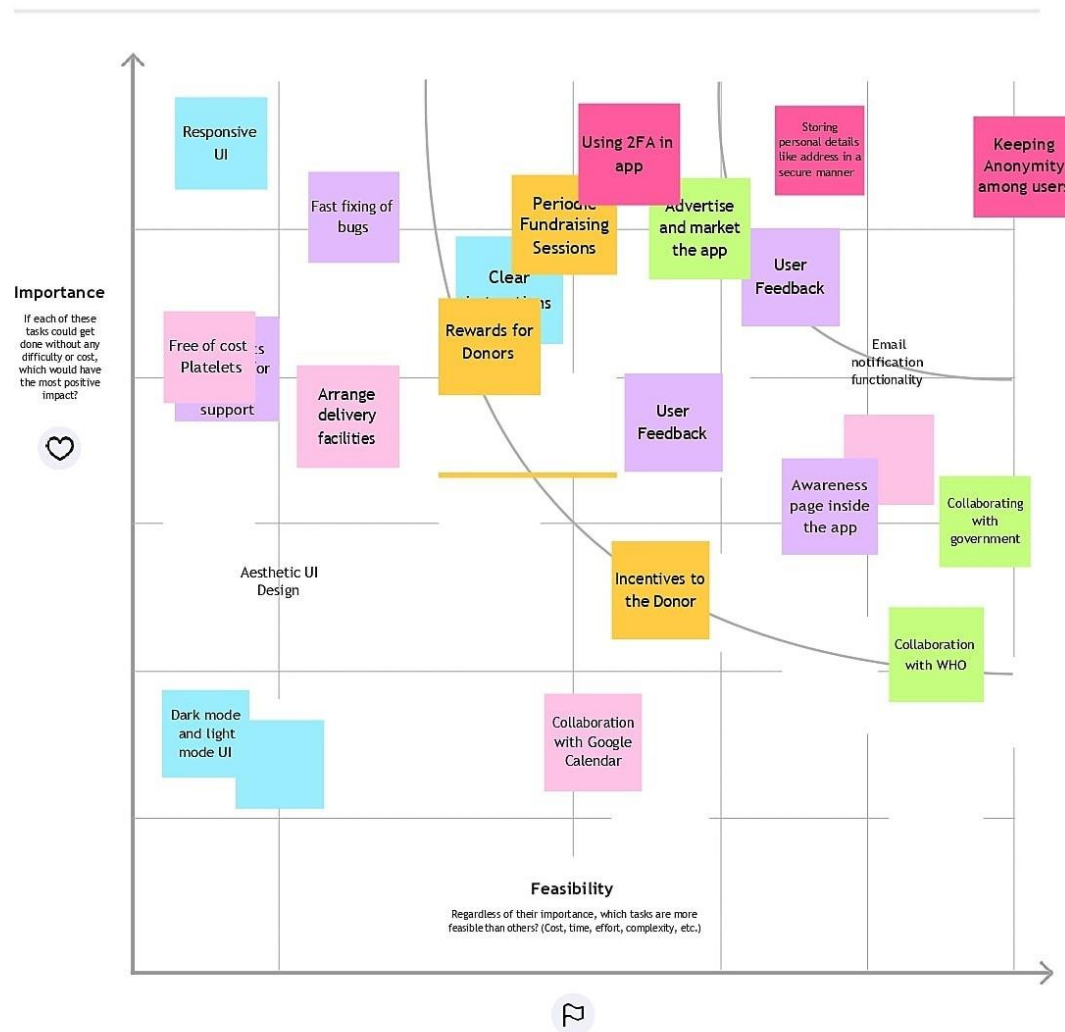 Responsive
UI
Using 2FA in
app
Storing
personal details
like address in a
secure manner
Keeping
Anonymity
among users
Fast fixing of
bugs
Periodic
Fundraising
Sessions
Advertise
and market
the app
User
Feedback
Clear
Importance
If each of these
tasks could get
done without any
difficulty or cost,
which would have
the most positive
impact?
Free of cost
Platelets
support
Rewards for
Donors
Email
notification
functionality
Arrange
delivery
facilities
User
Feedback
Awareness
page inside
the app
Collaborating
with
government
Aesthetic UI
Design
Incentives to
the Donor
Collaboration
with WHO
Dark mode
and light
mode UI
Collaboration
with Google
Calendar
Feasibility
Regardless of their importance, which tasks are more
feasible than others? (Cost, time, effort, complexity, etc.)